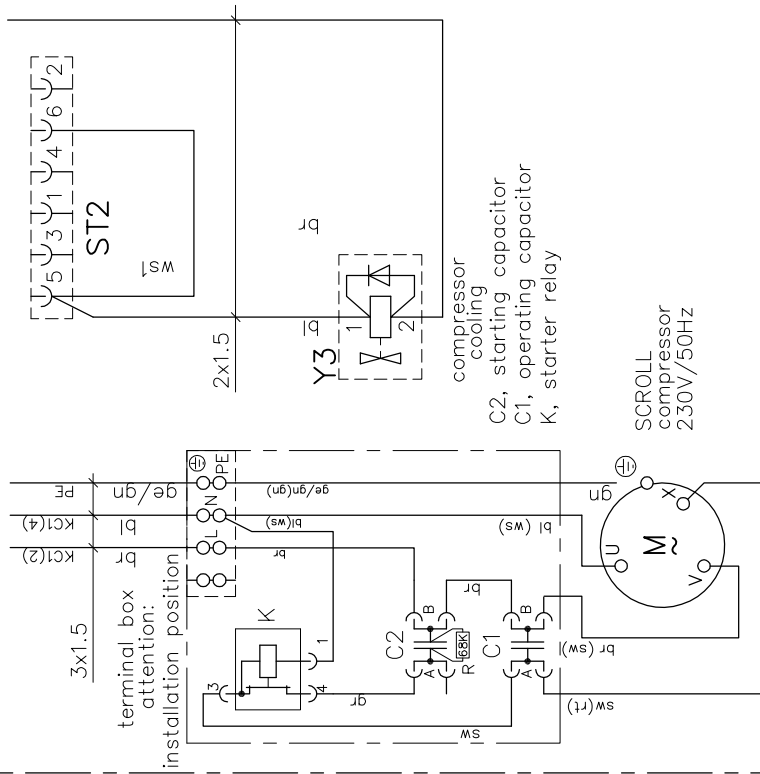 5 3 1 4 6 2
ST2
ws1
2x1.5
bl
br
Y3
1
2
compressor
cooling
C2, starting capacitor
C1, operating capacitor
K, starter relay
SCROLL
compressor
230V/50Hz
3x1.5
KC1(2)
KC1(4)
PE
br
bl
ge/gn
terminal box
attention:
installation position
L N PE
K
3
4
1
bl(ws)
br
ge/gn(gn)
gr
sw
C2
A
B
R
68K
br
C1
A
B
bl (ws)
gn
br (sw)
sw(rt)
U
V
X
M~